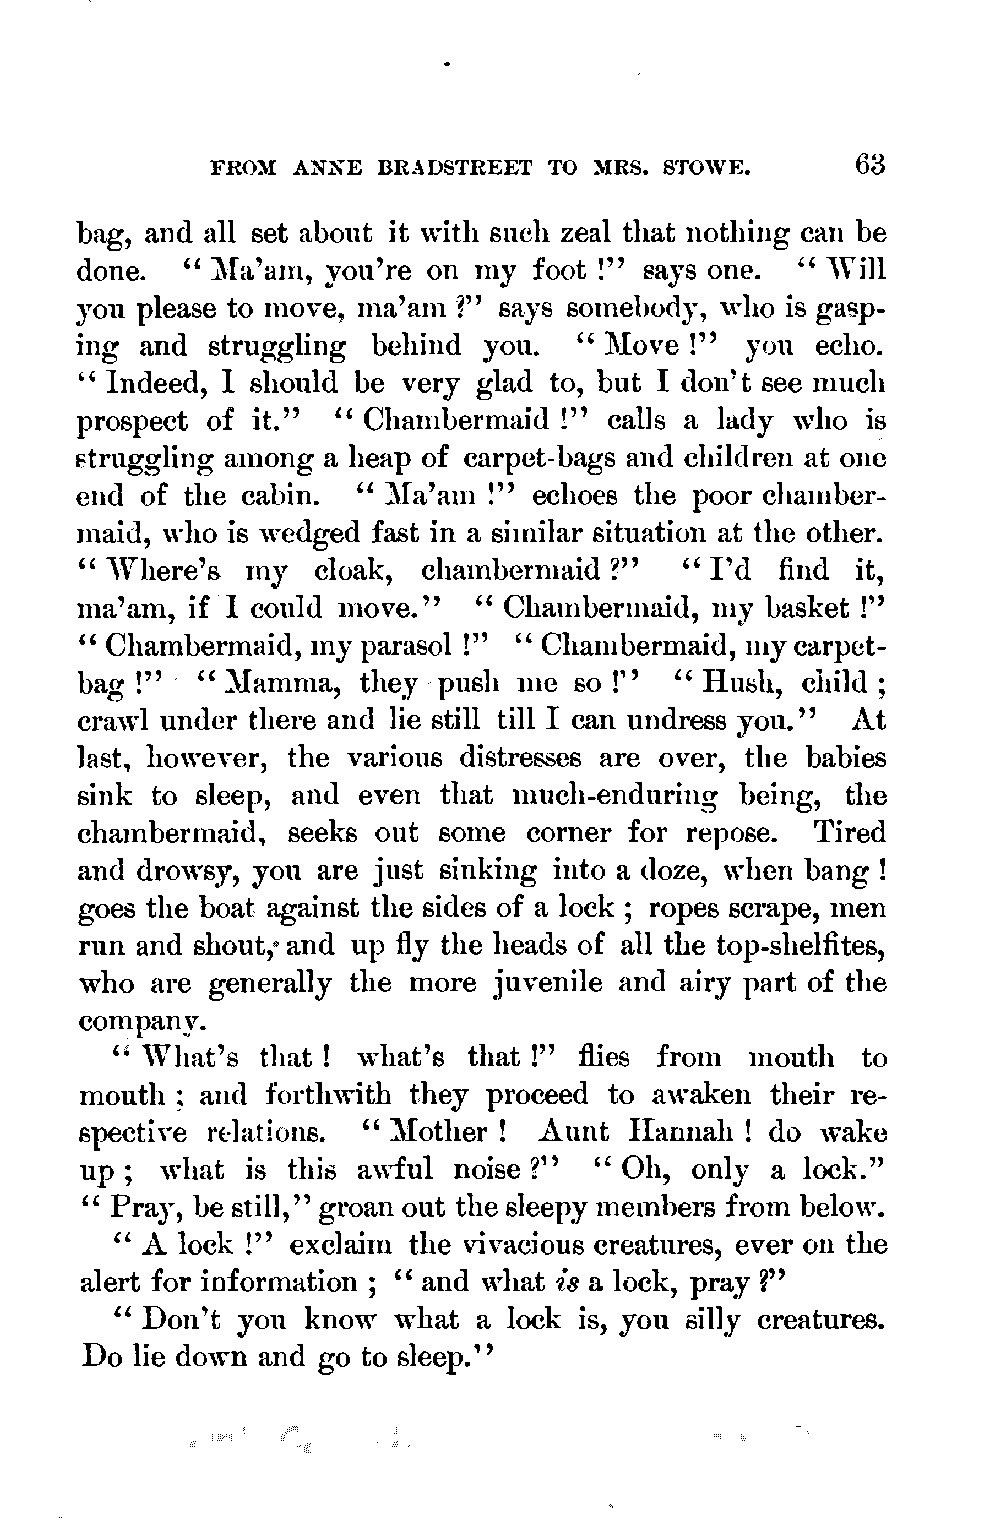 FROM ANNE BRADSTREET TO MRS. STOWE. 63
bag, and all set about it with such zeal that nothing can be
done. “Ma’am, you’re on my foot!” says one. “Will
you please to move, ma’am?” says somebody, who is gasp-
ing and struggling behind you. “Move!” you echo.
“Indeed, I should be very glad to, but I don’t see much
prospect of it.” “Chambermaid!” calls a lady who is
struggling among a heap of carpet-bags and children at one
end of the cabin. “Ma’am!” echoes the poor chamber-
maid, who is wedged fast in a similar situation at the other.
“Where’s my cloak, chambermaid?” “I’d find it,
ma’am, if I could move.” “Chambermaid, my basket!”
“Chambermaid, my parasol!” “Chambermaid, my carpet-
bag!” “Mamma, they push me so!” “Hush, child;
crawl under there and lie still till I can undress you.” At
last, however, the various distresses are over, the babies
sink to sleep, and even that much-enduring being, the
chambermaid, seeks out some corner for repose. Tired
and drowsy, you are just sinking into a doze, when bang!
goes the boat against the sides of a lock; ropes scrape, men
run and shout, and up fly the heads of all the top-shelfites,
who are generally the more juvenile and airy part of the
company.
“What’s that! what’s that!” flies from mouth to
mouth; and forthwith they proceed to awaken their re-
spective relations. “Mother! Aunt Hannah! do wake
up; what is this awful noise?” “Oh, only a lock.”
“Pray, be still,” groan out the sleepy members from below.
“A lock!” exclaim the vivacious creatures, ever on the
alert for information; “and what is a lock, pray?”
“Don’t you know what a lock is, you silly creatures.
Do lie down and go to sleep.”